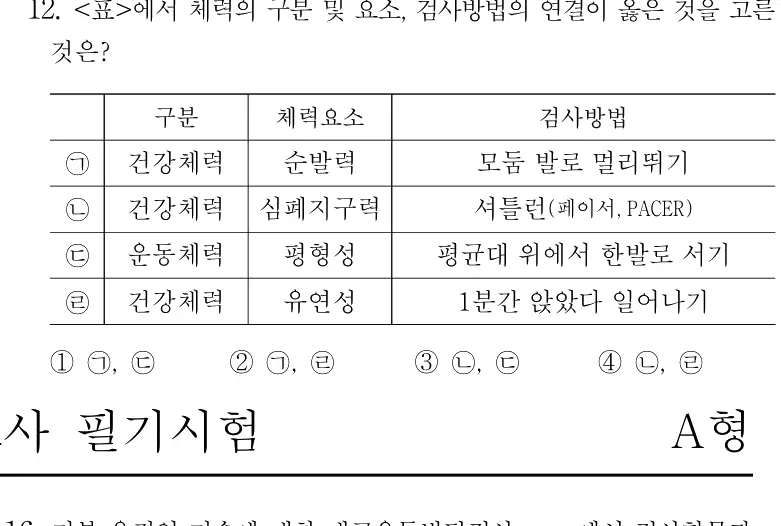 12. <표>에서 체력의 구분 및 요소, 검사방법의 연결이 옳은 것을 고른
것은?
구분 체력요소 검사방법
㉠ 건강체력 순발력 모둠 발로 멀리뛰기
㉡ 건강체력 심폐지구력 셔틀런(페이서, PACER)
㉢ 운동체력 평형성 평균대 위에서 한발로 서기
㉣ 건강체력 유연성 1분간 앉았다 일어나기
① ㉠, ㉢ ② ㉠, ㉣ ③ ㉡, ㉢ ④ ㉡, ㉣
사 필기시험 A형